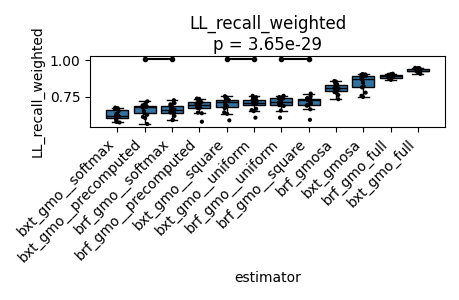 LL_recall_weighted
p = 3.65e-29
LL_recall_weighted
1.00
0.75
bxt_gmo__softmax
bxt_gmo__precomputed
brf_gmo__softmax
brf_gmo__precomputed
bxt_gmo__square
bxt_gmo__uniform
brf_gmo__uniform
brf_gmo__square
brf_gmosa
bxt_gmosa
brf_gmo_full
bxt_gmo_full
estimator